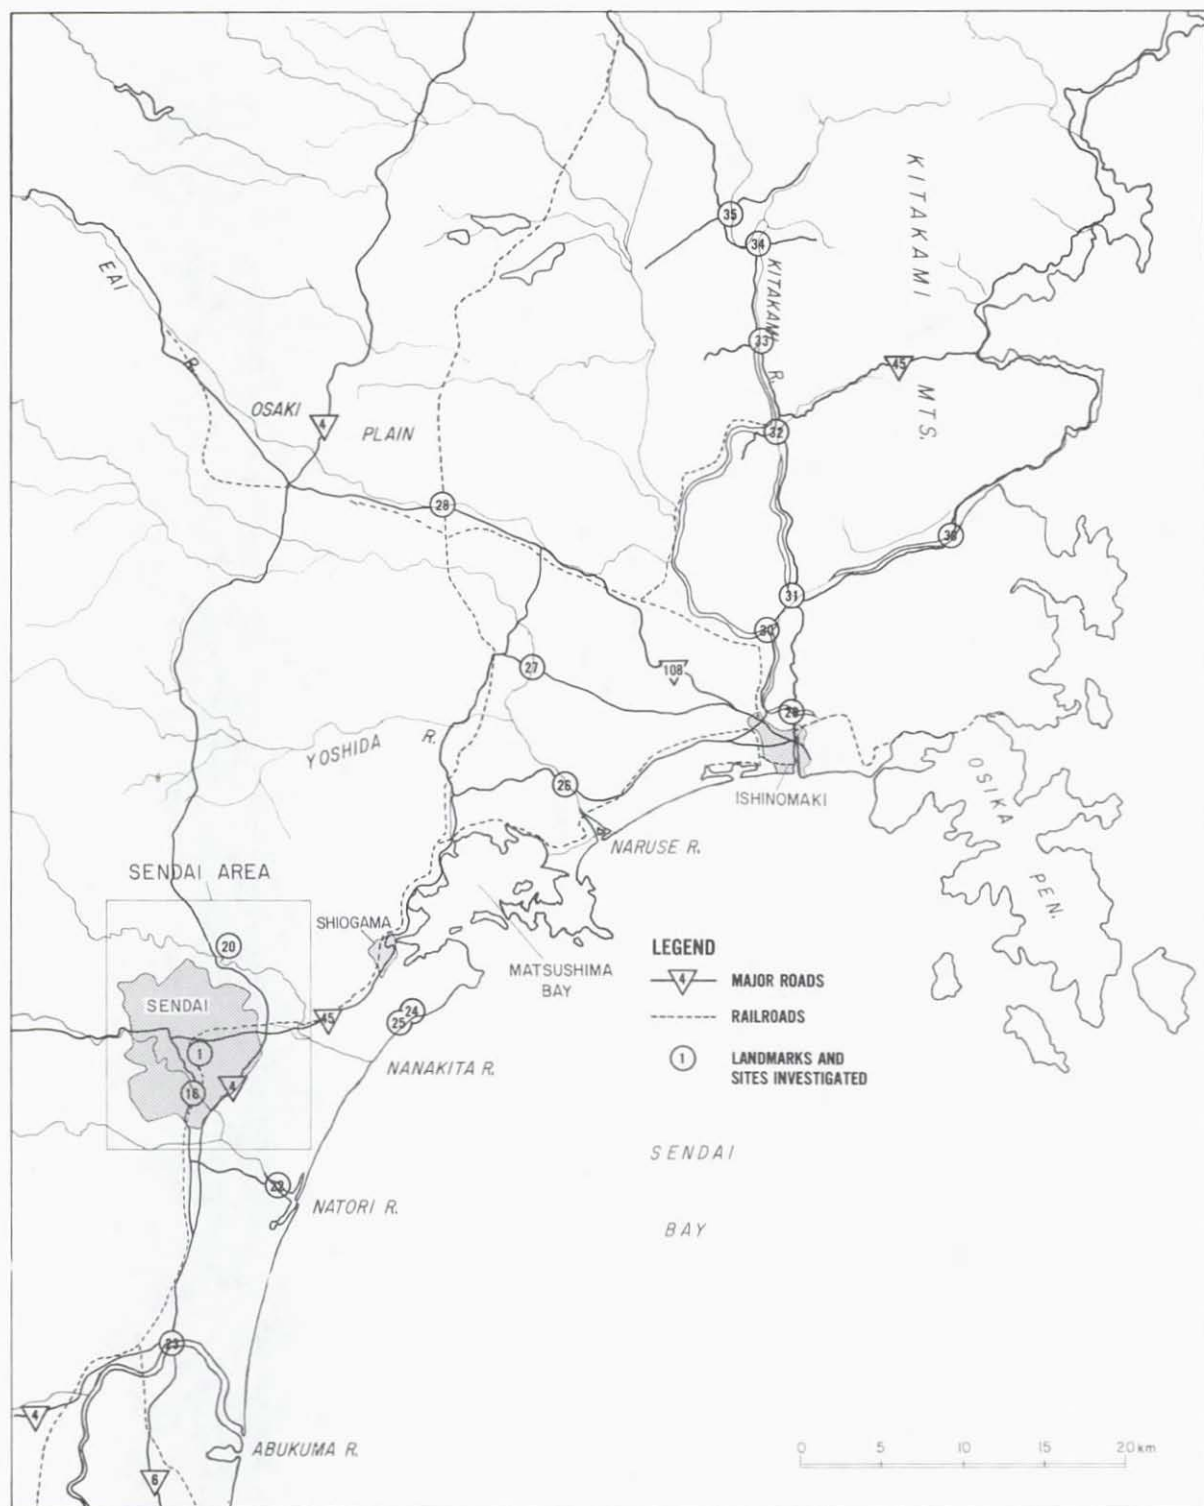 KITAKAMI
MTS.
35
34
EAI
R.
KITAKAMI
R.
33
45
OSAKI
PLAIN
4
32
28
36
31
30
27
108
YOSHIDA
R.
29
26
ISHINOMAKI
OSIKA
PEN.
NARUSE R.
SENDAI AREA
SHIOGAMA
20
MATSUSHIMA
BAY
SENDAI
45
24
25
1
NANAKITA R.
16
4
LEGEND
4 MAJOR ROADS
RAILROADS
1 LANDMARKS AND
SITES INVESTIGATED
SENDAI
BAY
22
NATORI R.
23
4
ABUKUMA R.
6
0 5 10 15 20 km